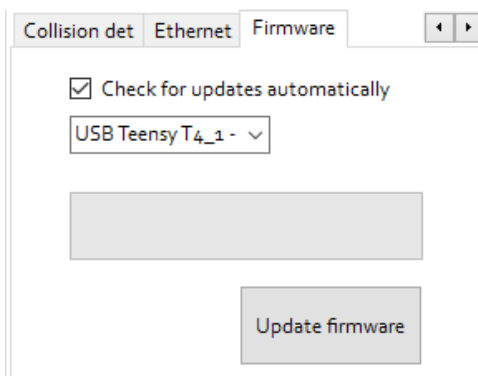 Collision det Ethernet Firmware
Check for updates automatically
USB Teensy T4_1 -
Update firmware